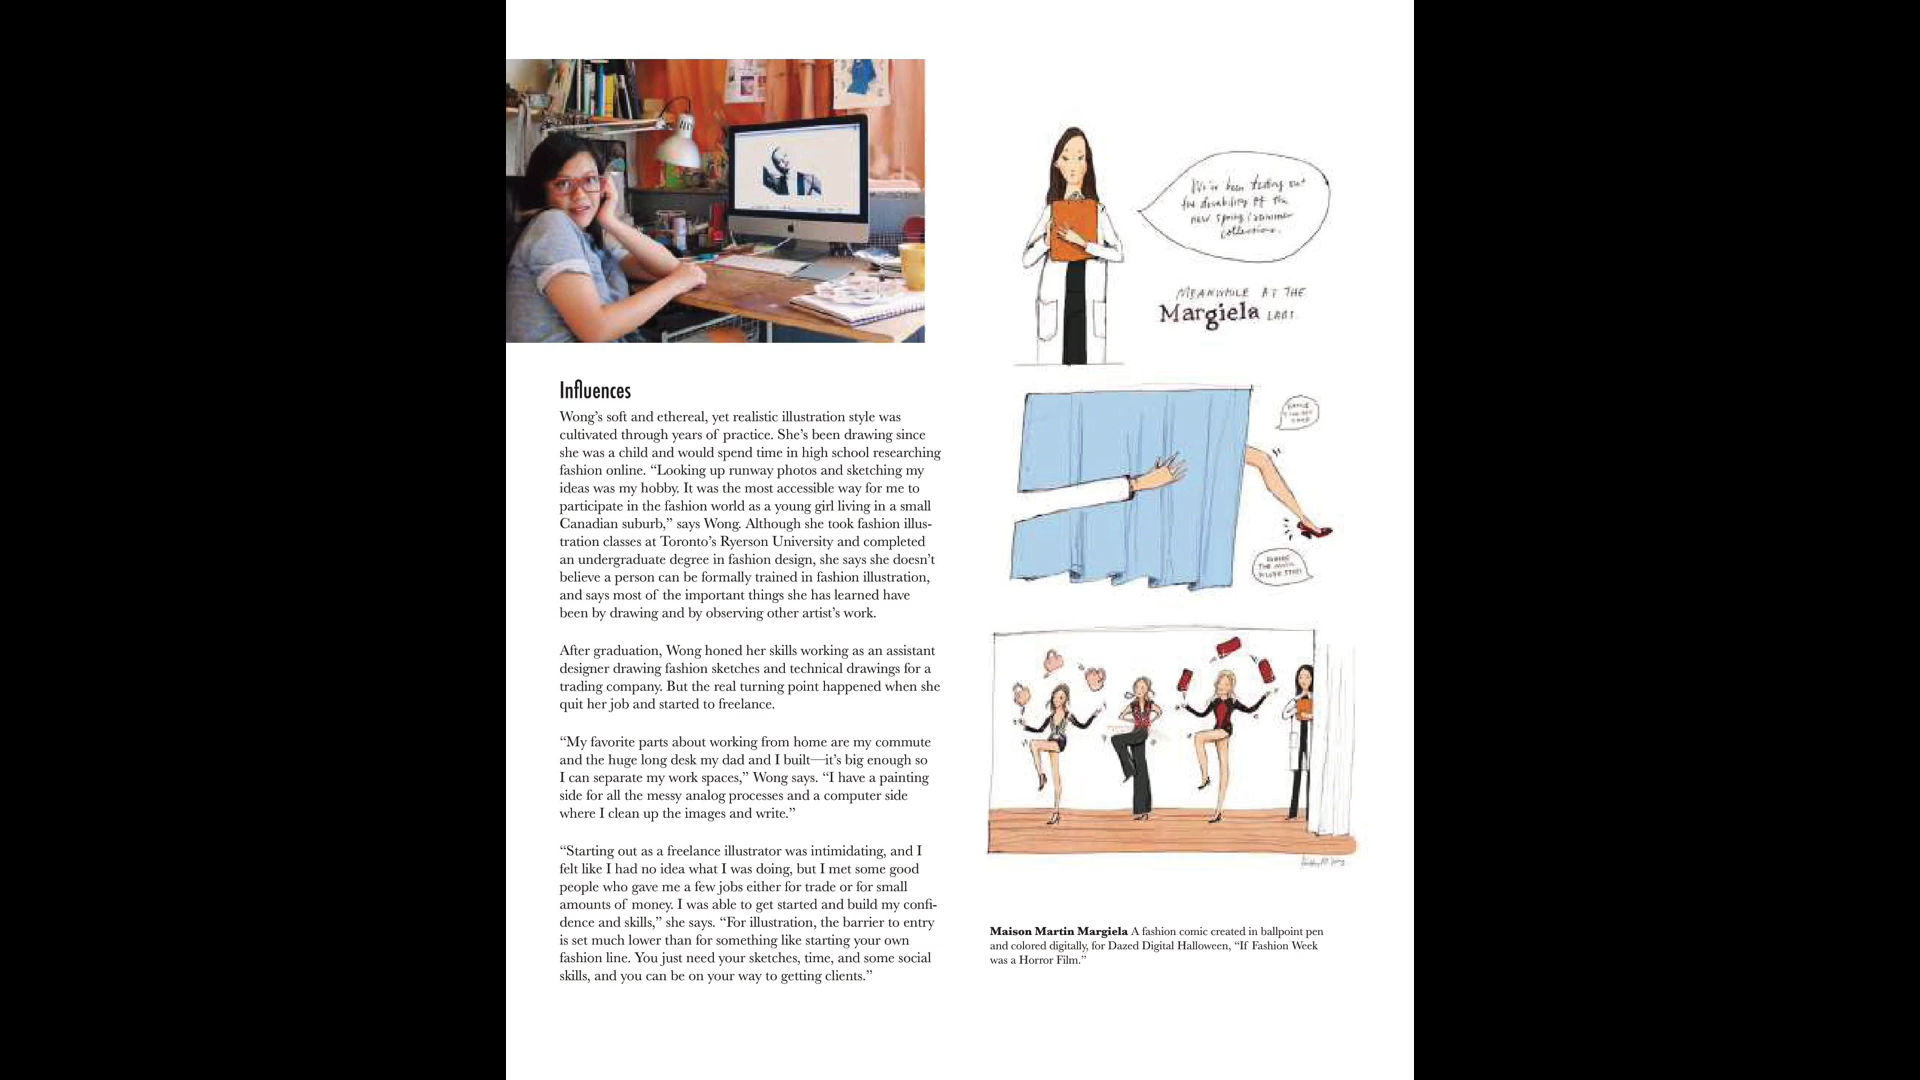 Influences
Wong’s soft and ethereal, yet realistic illustration style was
cultivated through years of practice. She’s been drawing since
she was a child and would spend time in high school researching
fashion online. “Looking up runway photos and sketching my
ideas was my hobby. It was the most accessible way for me to
participate in the fashion world as a young girl living in a small
Canadian suburb,” says Wong. Although she took fashion illus-
tration classes at Toronto’s Ryerson University and completed
an undergraduate degree in fashion design, she says she doesn’t
believe a person can be formally trained in fashion illustration,
and says most of the important things she has learned have
been by drawing and by observing other artist’s work.
After graduation, Wong honed her skills working as an assistant
designer drawing fashion sketches and technical drawings for a
trading company. But the real turning point happened when she
quit her job and started to freelance.
“My favorite parts about working from home are my commute
and the huge long desk my dad and I built—it’s big enough so
I can separate my work spaces,” Wong says. “I have a painting
side for all the messy analog processes and a computer side
where I clean up the images and write.”
“Starting out as a freelance illustrator was intimidating, and I
felt like I had no idea what I was doing, but I met some good
people who gave me a few jobs either for trade or for small
amounts of money. I was able to get started and build my confi-
dence and skills,” she says. “For illustration, the barrier to entry
is set much lower than for something like starting your own
fashion line. You just need your sketches, time, and some social
skills, and you can be on your way to getting clients.”
We've been testing out
the durability of the
new spring/summer
collections.
MEANWHILE AT THE
Margiela LABS
Maison Martin Margiela A fashion comic created in ballpoint pen
and colored digitally, for Dazed Digital Halloween, “If Fashion Week
was a Horror Film.”